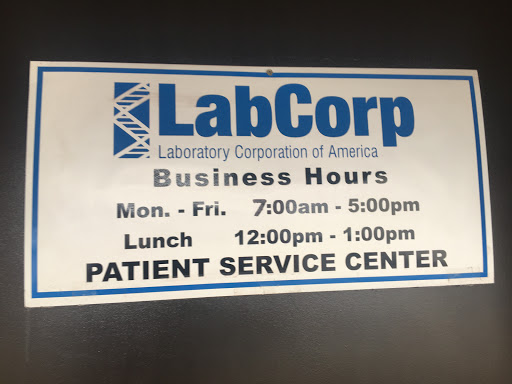 LabCorp
Laboratory Corporation of America
Business Hours
Mon. - Fri. 7:00am - 5:00pm
Lunch 12:00pm - 1:00pm
PATIENT SERVICE CENTER